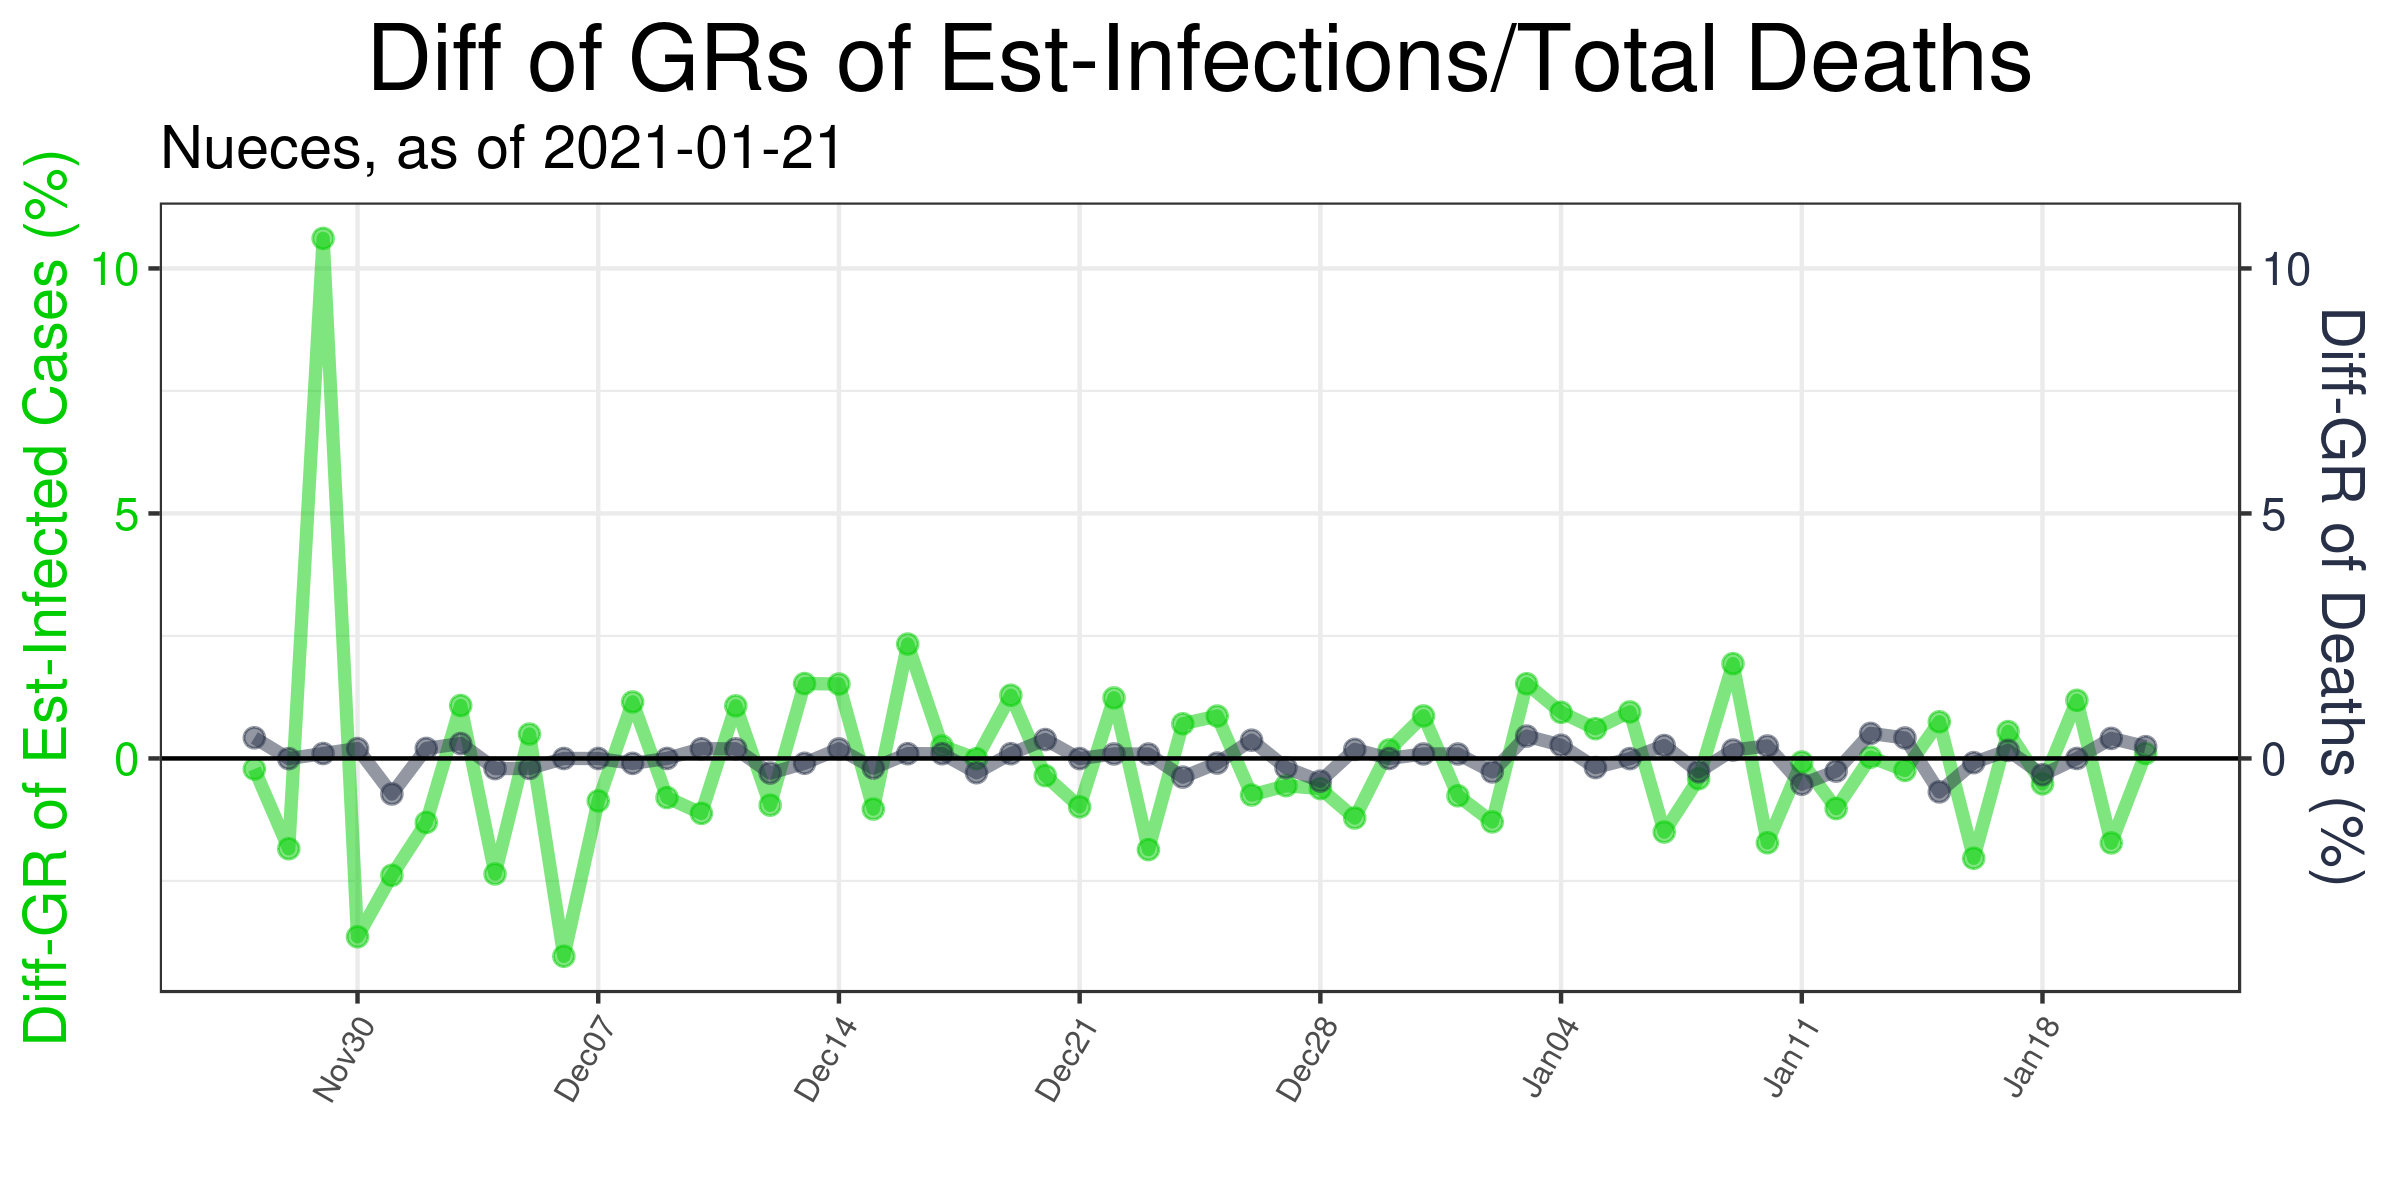 Diff of GRs of Est-Infections/Total Deaths
Nueces, as of 2021-01-21
Diff-GR of Est-Infected Cases (%)
10
5
0
10
5
0
Diff-GR of Deaths (%)
Nov30
Dec07
Dec14
Dec21
Dec28
Jan04
Jan11
Jan18